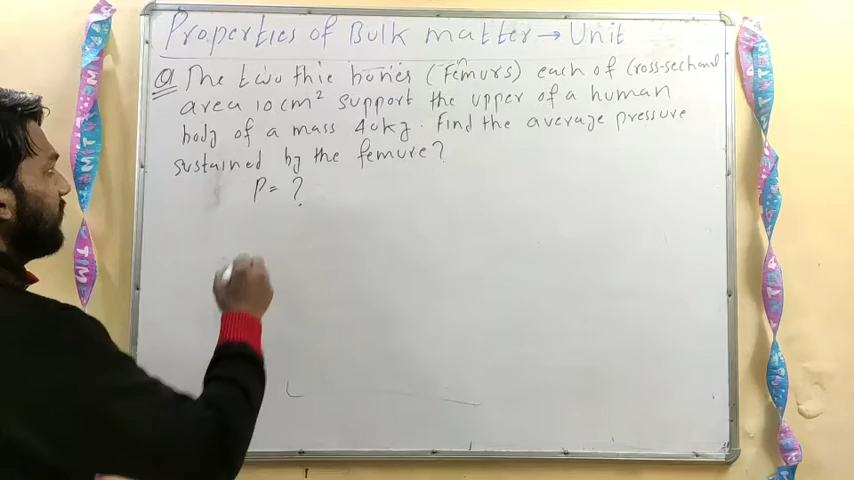 Properties of Bulk matter → Unit
Q The two thie bones (Femurs) each of cross-sectional
area 10 cm² support the upper of a human
body of a mass 40kg. Find the average pressure
sustained by the femure?
P = ?